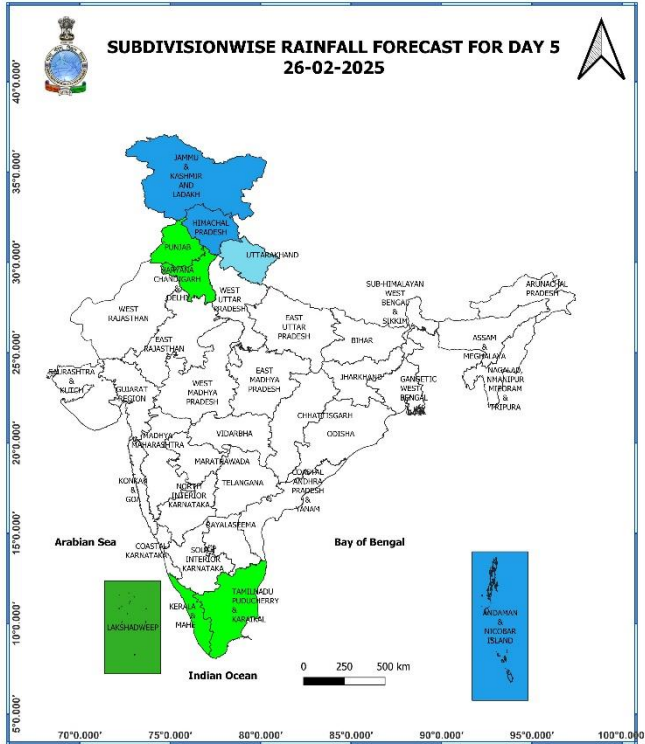 SUBDIVISIONWISE RAINFALL FORECAST FOR DAY 5
26-02-2025
40°0.000'
35°0.000'
30°0.000'
25°0.000'
20°0.000'
15°0.000'
10°0.000'
5°0.000'
JAMMU
&
KASHMIR
AND
LADAKH
HIMACHAL
PRADESH
PUNJAB
UTTARAKHAND
HARYANA
CHANDIGARH
&
DELHI
WEST
UTTAR
PRADESH
SUB-HIMALAYAN
WEST
BENGAL
&
SIKKIM
ARUNACHAL
PRADESH
WEST
RAJASTHAN
EAST
RAJASTHAN
EAST
UTTAR
PRADESH
BIHAR
ASSAM
&
MEGHALAYA
SAURASHTRA
&
KUTCH
GUJARAT
REGION
WEST
MADHYA
PRADESH
EAST
MADHYA
PRADESH
JHARKHAND
GANGETIC
WEST
BENGAL
NAGALAD
NMANIPUR
MIZORAM
&
TRIPURA
CHHATTISGARH
ODISHA
MADHYA
MAHARASHTRA
VIDARBHA
MARATHWADA
KONKAN
&
GOA
NORTH
INTERIOR
KARNATAKA
TELANGANA
COASTAL
ANDHRA
PRADESH
&
YANAM
RAYALASEEMA
Arabian Sea
COASTAL
KARNATAKA
SOUTH
INTERIOR
KARNATAKA
Bay of Bengal
LAKSHADWEEP
KERALA
&
MAHE
TAMILNADU
PUDUCHERRY
&
KARAIKAL
ANDAMAN
&
NICOBAR
ISLAND
Indian Ocean
0 250 500 km
70°0.000' 75°0.000' 80°0.000' 85°0.000' 90°0.000' 95°0.000' 100°0.000'